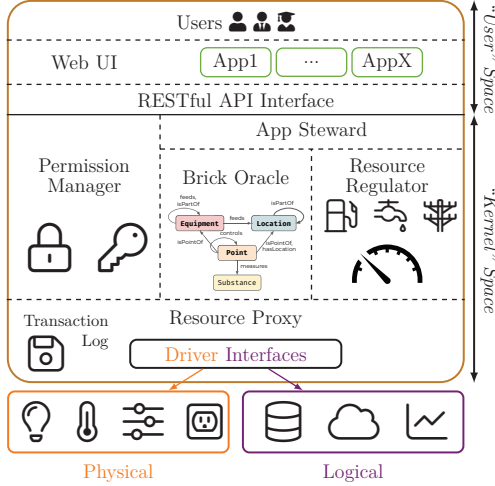 Users
Web UI
App1
...
AppX
RESTful API Interface
"User" Space
App Steward
Permission
Manager
Brick Oracle
feeds,
isPartOf
Equipment
feeds
isPartOf
Location
controls
isPointOf
Point
isPointOf,
hasLocation
measures
Substance
Resource
Regulator
"Kernel" Space
Transaction
Log
Resource Proxy
Driver Interfaces
Physical
Logical